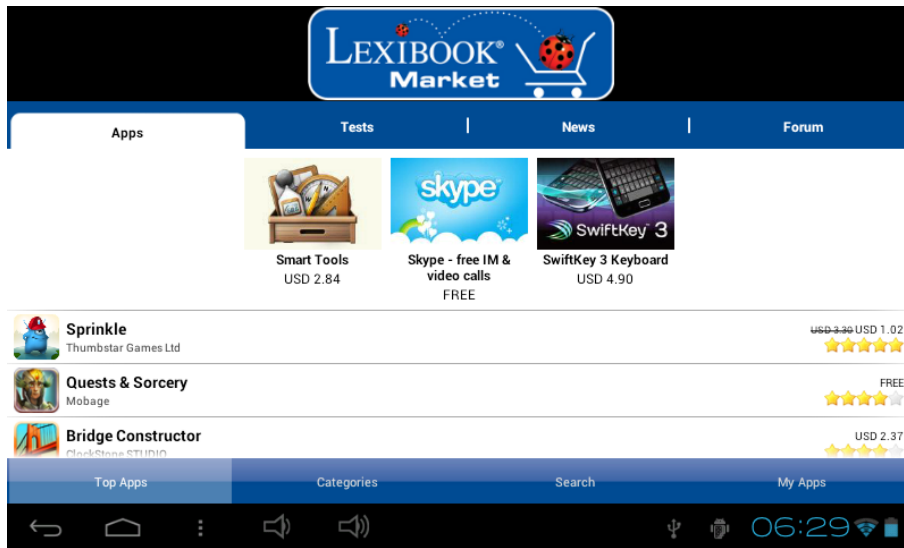 LEXIBOOK®
Market
Apps
Tests
News
Forum
skype
SwiftKey 3
Smart Tools
USD 2.84
Skype - free IM &
video calls
FREE
SwiftKey 3 Keyboard
USD 4.90
Sprinkle
Thumbstar Games Ltd
USD 3.30 USD 1.02
Quests & Sorcery
Mobage
FREE
Bridge Constructor
ClockStone STUDIO
USD 2.37
Top Apps
Categories
Search
My Apps
06:29